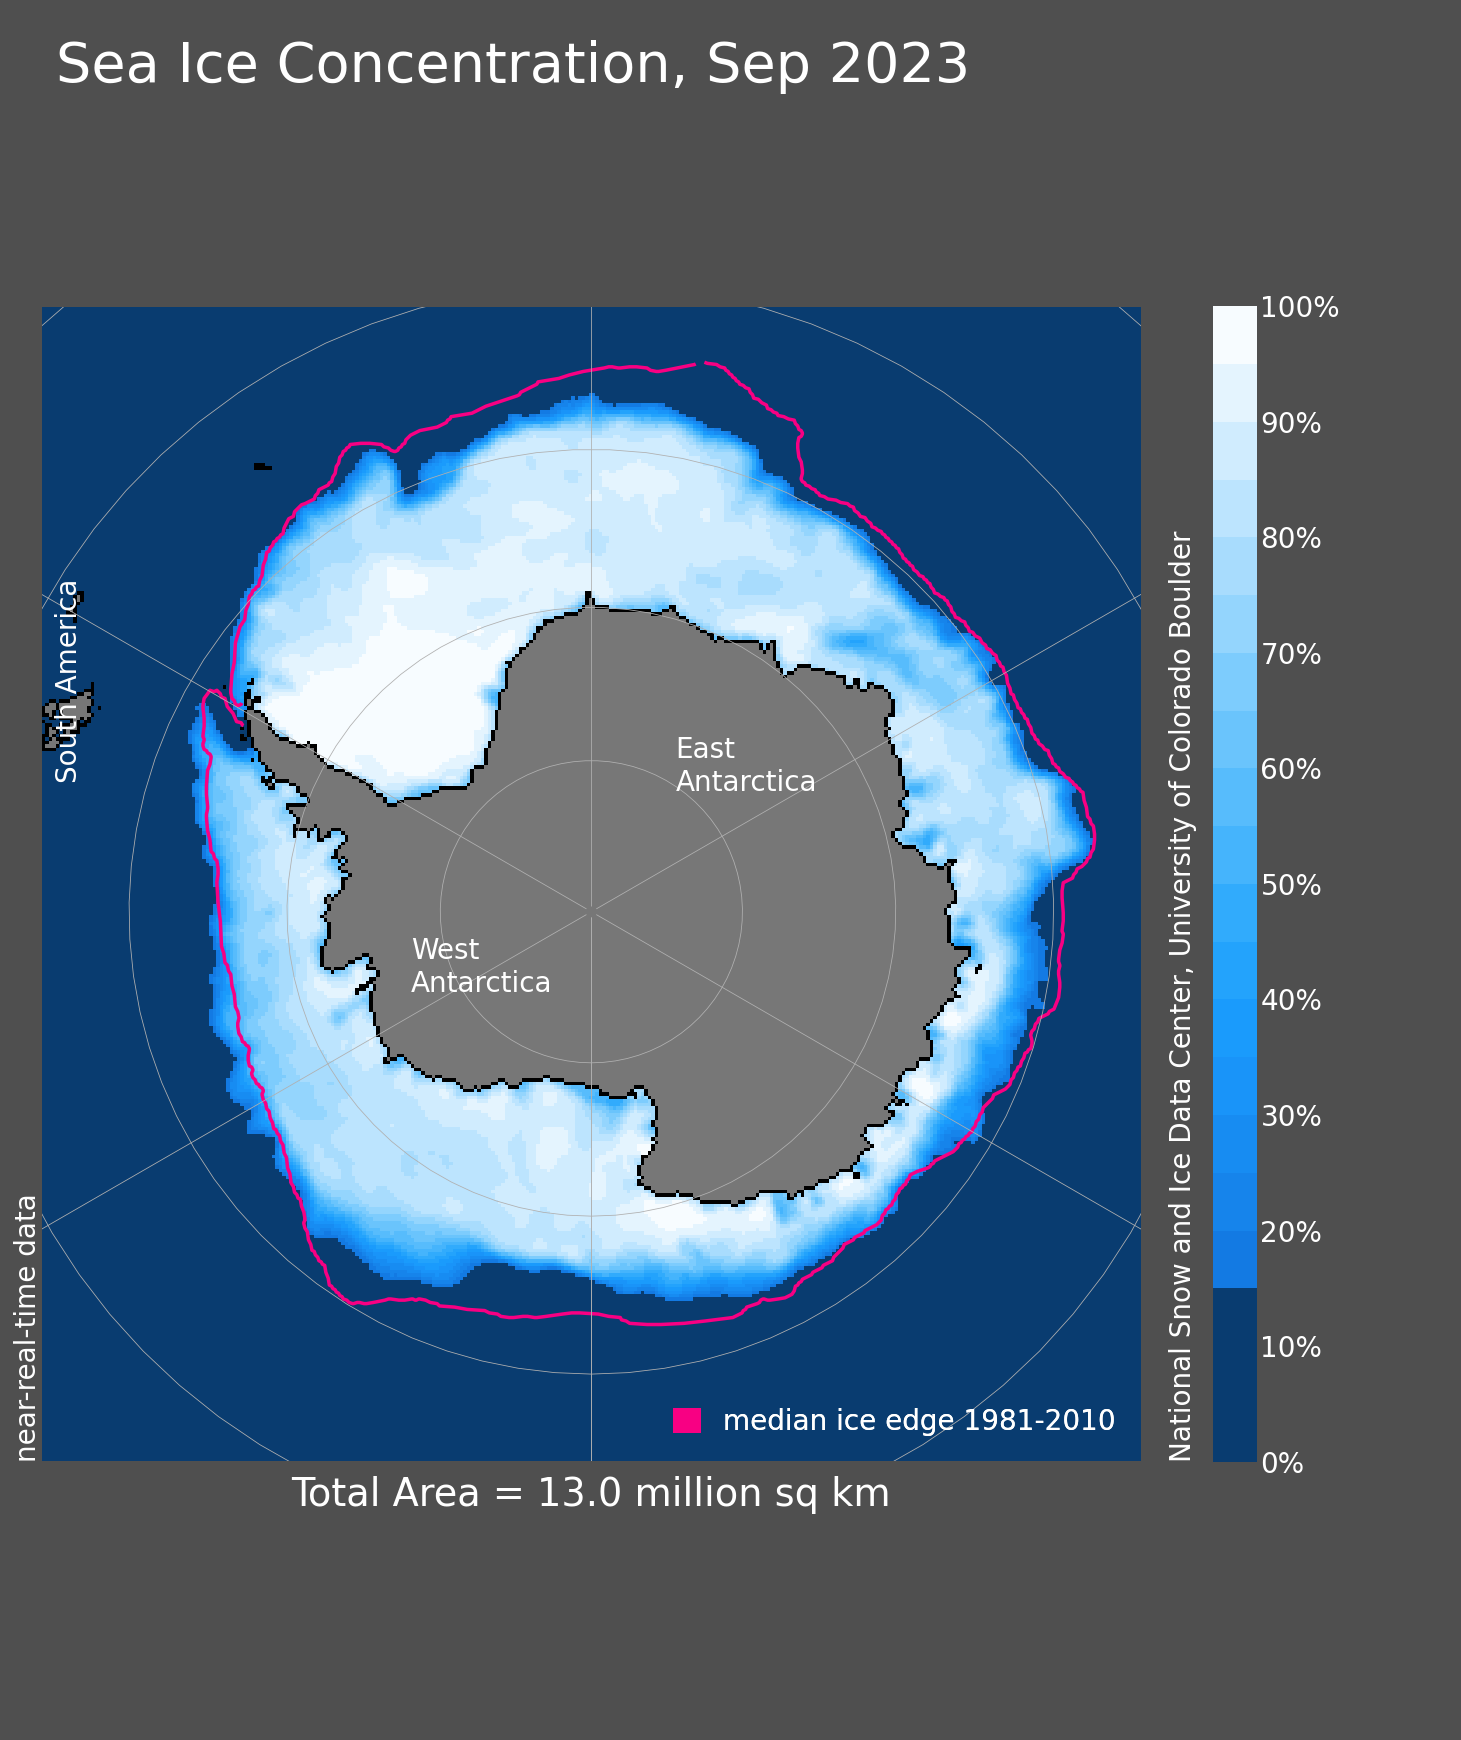 Sea Ice Concentration, Sep 2023
South America
near-real-time data
East
Antarctica
West
Antarctica
median ice edge 1981-2010
Total Area = 13.0 million sq km
National Snow and Ice Data Center, University of Colorado Boulder
100%
90%
80%
70%
60%
50%
40%
30%
20%
10%
0%